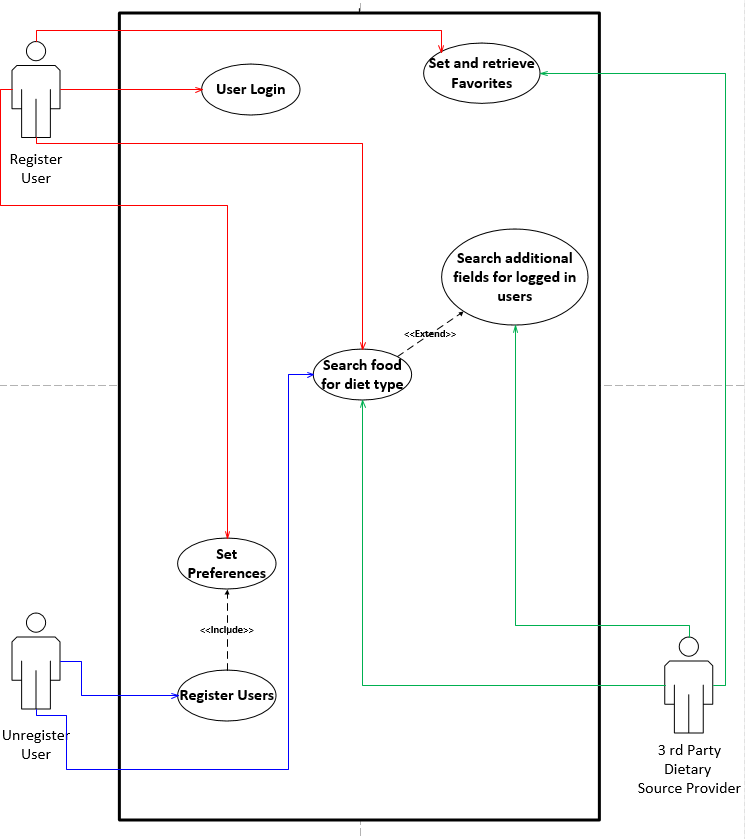 Set and retrieve
Favorites
User Login
Register
User
Search additional
fields for logged in
users
<<Extend>>
Search food
for diet type
Set
Preferences
<<Include>>
Register Users
Unregister
User
3 rd Party
Dietary
Source Provider